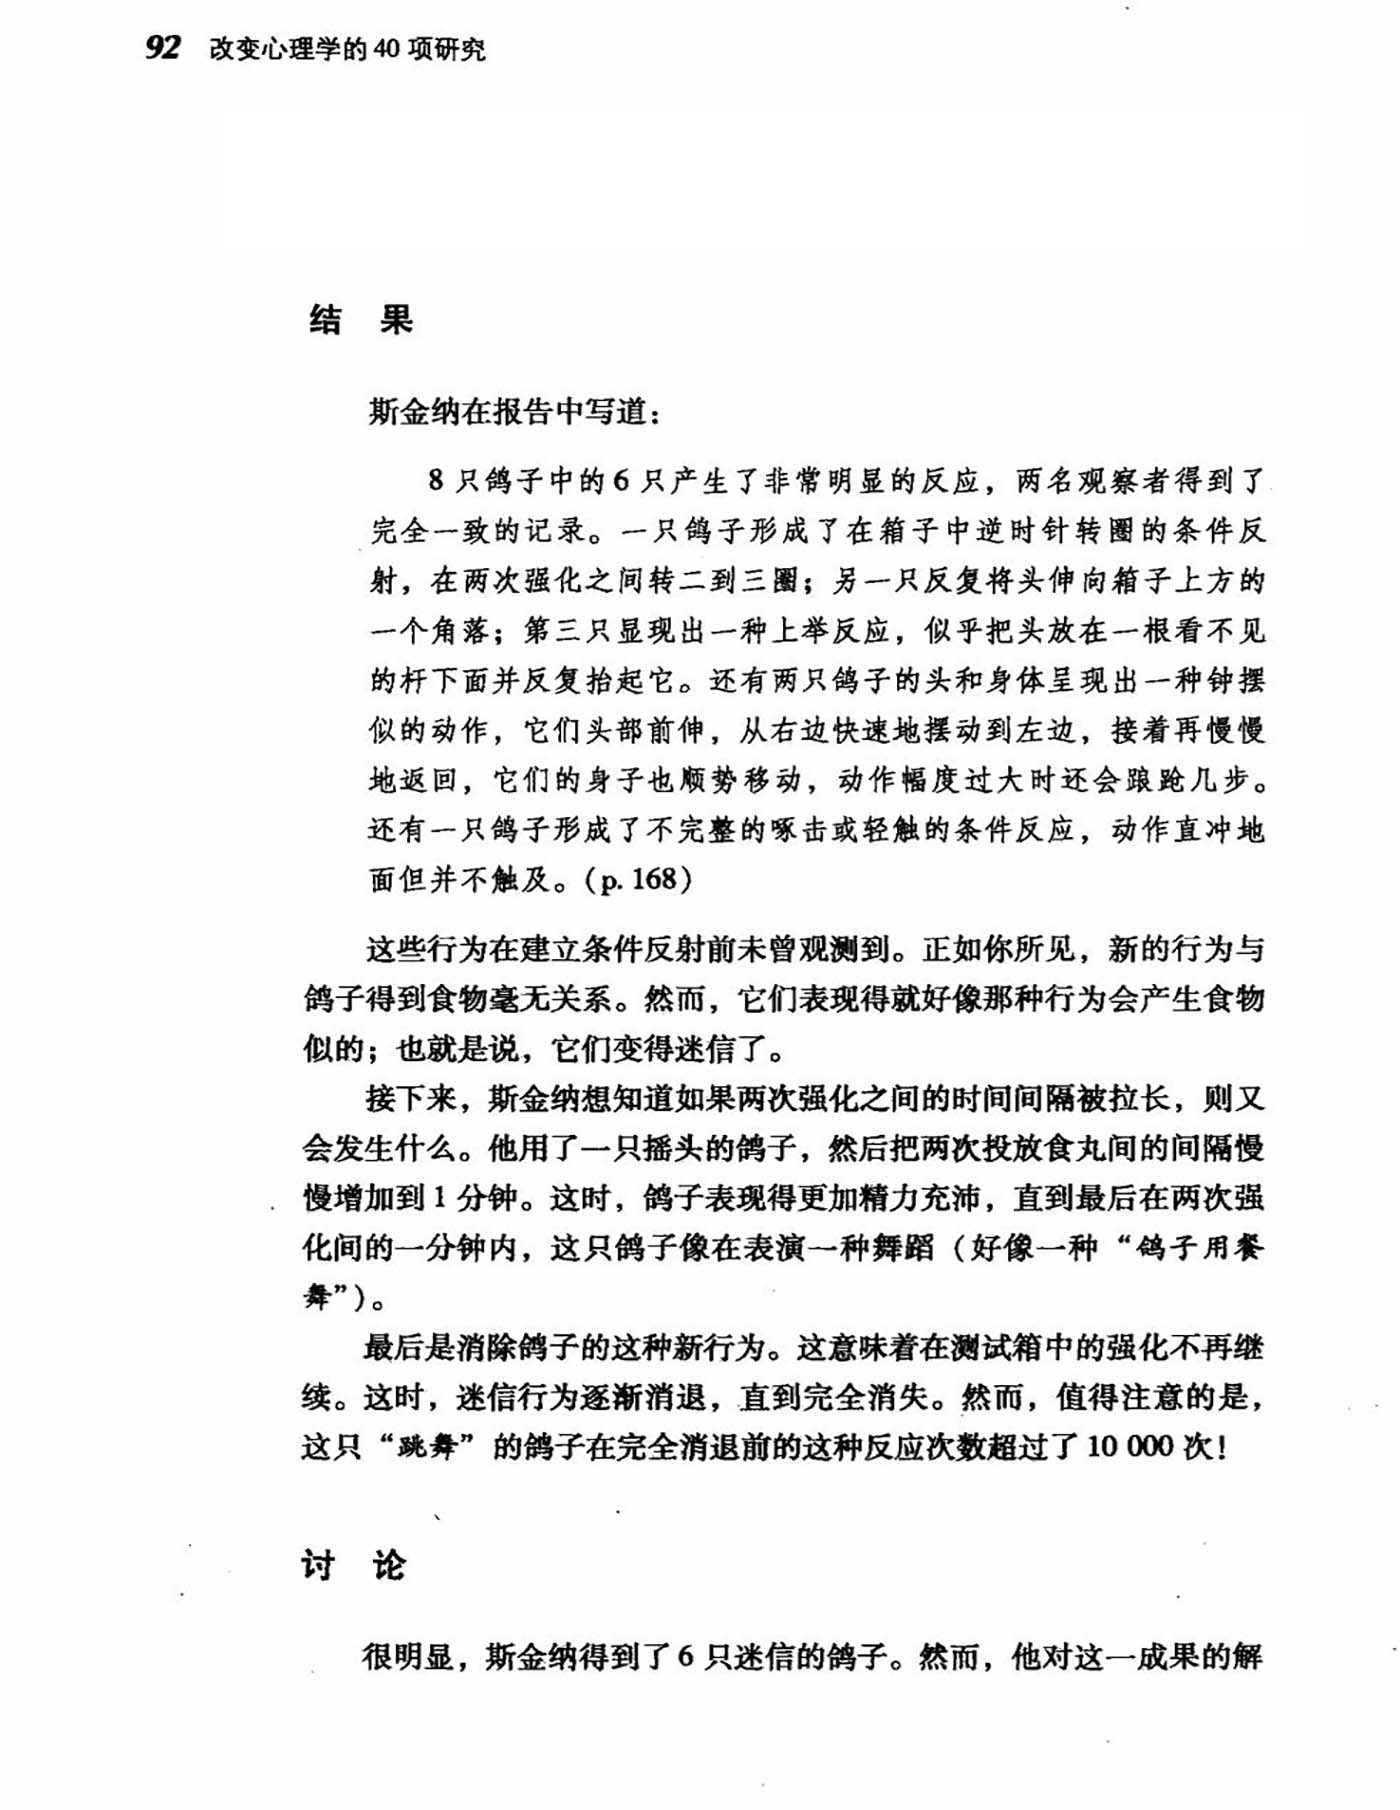 92 改变心理学的40项研究
结 果
斯金纳在报告中写道：
8只鸽子中的6只产生了非常明显的反应，两名观察者得到了
完全一致的记录。一只鸽子形成了在箱子中逆时针转圈的条件反
射，在两次强化之间转二到三圈；另一只反复将头伸向箱子上方的
一个角落；第三只显现出一种上举反应，似乎把头放在一根看不见
的杆下面并反复抬起它。还有两只鸽子的头和身体呈现出一种钟摆
似的动作，它们头部前伸，从右边快速地摆动到左边，接着再慢慢
地返回，它们的身子也顺势移动，动作幅度过大时还会踉跄几步。
还有一只鸽子形成了不完整的啄击或轻触的条件反应，动作直冲地
面但并不触及。(p. 168)
这些行为在建立条件反射前未曾观测到。正如你所见，新的行为与
鸽子得到食物毫无关系。然而，它们表现得就好像那种行为会产生食物
似的；也就是说，它们变得迷信了。
接下来，斯金纳想知道如果两次强化之间的时间间隔被拉长，则又
会发生什么。他用了一只摇头的鸽子，然后把两次投放食丸间的间隔慢
慢增加到1分钟。这时，鸽子表现得更加精力充沛，直到最后在两次强
化间的一分钟内，这只鸽子像在表演一种舞蹈（好像一种“鸽子用餐
舞”）。
最后是消除鸽子的这种新行为。这意味着在测试箱中的强化不再继
续。这时，迷信行为逐渐消退，直到完全消失。然而，值得注意的是，
这只“跳舞”的鸽子在完全消退前的这种反应次数超过了10 000次！
讨 论
很明显，斯金纳得到了6只迷信的鸽子。然而，他对这一成果的解